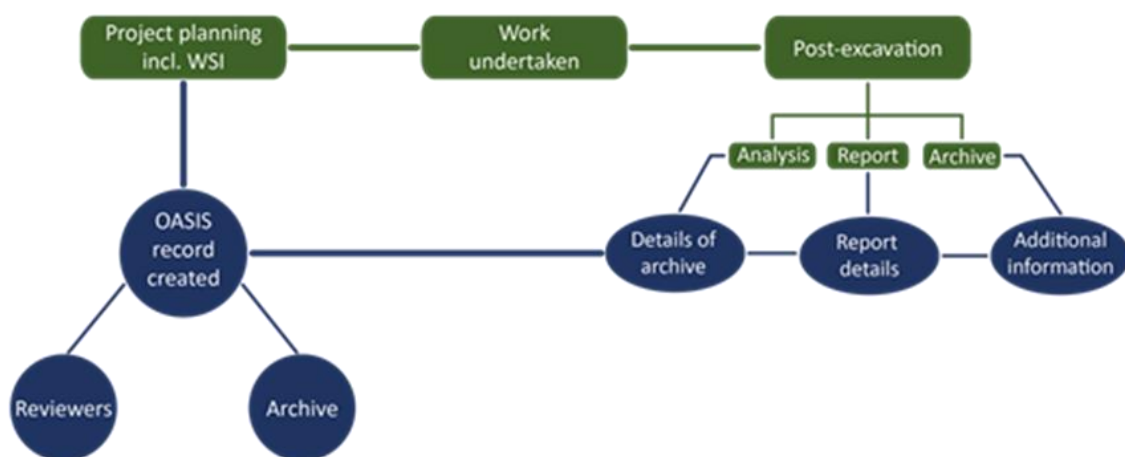 Project planning
incl. WSI
Work
undertaken
Post-excavation
Analysis
Report
Archive
OASIS
record
created
Details of
archive
Report
details
Additional
information
Reviewers
Archive